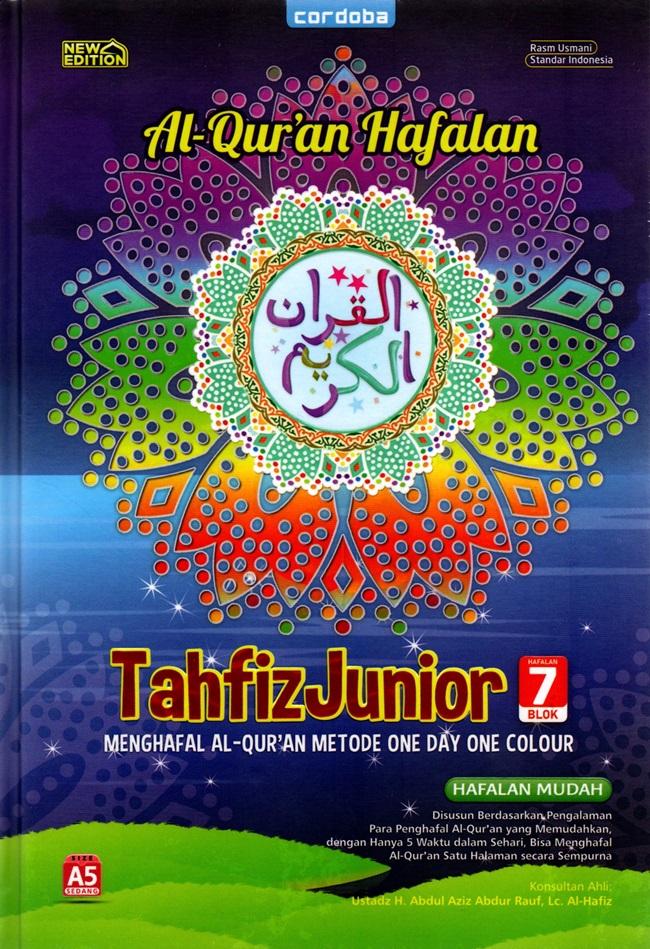 cordoba
NEW
EDITION
Rasm Usmani
Standar Indonesia
Al-Qur'an Hafalan
القرآن
الكريم
TahfizJunior
HAFALAN
7
BLOK
MENGHAFAL AL-QUR'AN METODE ONE DAY ONE COLOUR
HAFALAN MUDAH
Disusun Berdasarkan Pengalaman
Para Penghafal Al-Qur'an yang Memudahkan,
dengan Hanya 5 Waktu dalam Sehari, Bisa Menghafal
Al-Qur'an Satu Halaman secara Sempurna
SIZE
A5
SEDANG
Konsultan Ahli:
Ustadz H. Abdul Aziz Abdur Rauf, Lc. Al-Hafiz